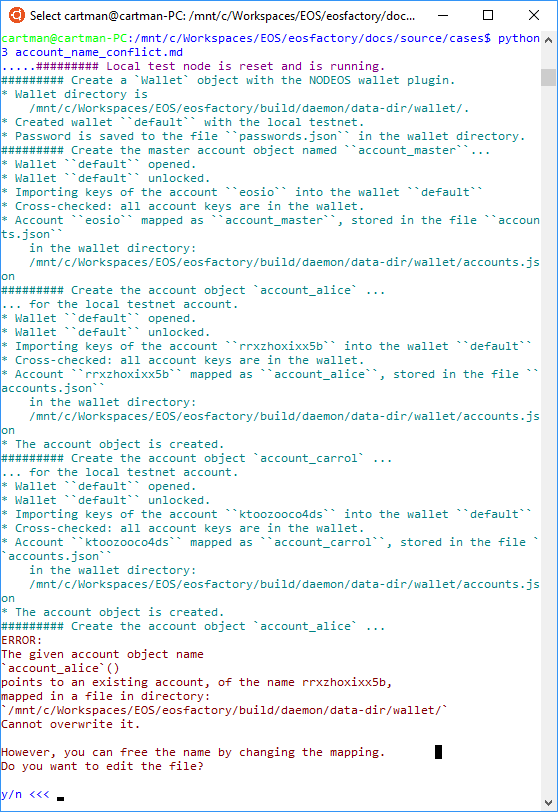 Select cartman@cartman-PC: /mnt/c/Workspaces/EOS/eosfactory/doc...
cartman@cartman-PC:/mnt/c/Workspaces/EOS/eosfactory/docs/source/cases$ python
3 account_name_conflict.md
.....######### Local test node is reset and is running.
######### Create a `Wallet` object with the NODEOS wallet plugin.
* Wallet directory is
/mnt/c/Workspaces/EOS/eosfactory/build/daemon/data-dir/wallet/.
* Created wallet ``default`` with the local testnet.
* Password is saved to the file ``passwords.json`` in the wallet directory.
######### Create the master account object named ``account_master``...
* Wallet ``default`` opened.
* Wallet ``default`` unlocked.
* Importing keys of the account ``eosio`` into the wallet ``default``
* Cross-checked: all account keys are in the wallet.
* Account ``eosio`` mapped as ``account_master``, stored in the file ``accoun
ts.json``
in the wallet directory:
/mnt/c/Workspaces/EOS/eosfactory/build/daemon/data-dir/wallet/accounts.js
on
######### Create the account object `account_alice` ...
... for the local testnet account.
* Wallet ``default`` opened.
* Wallet ``default`` unlocked.
* Importing keys of the account ``rrxzhoxixx5b`` into the wallet ``default``
* Cross-checked: all account keys are in the wallet.
* Account ``rrxzhoxixx5b`` mapped as ``account_alice``, stored in the file ``
accounts.json``
in the wallet directory:
/mnt/c/Workspaces/EOS/eosfactory/build/daemon/data-dir/wallet/accounts.js
on
* The account object is created.
######### Create the account object `account_carrol` ...
... for the local testnet account.
* Wallet ``default`` opened.
* Wallet ``default`` unlocked.
* Importing keys of the account ``ktoozooco4ds`` into the wallet ``default``
* Cross-checked: all account keys are in the wallet.
* Account ``ktoozooco4ds`` mapped as ``account_carrol``, stored in the file `
`accounts.json``
in the wallet directory:
/mnt/c/Workspaces/EOS/eosfactory/build/daemon/data-dir/wallet/accounts.js
on
* The account object is created.
######### Create the account object `account_alice` ...
ERROR:
The given account object name
`account_alice`()
points to an existing account, of the name rrxzhoxixx5b,
mapped in a file in directory:
`/mnt/c/Workspaces/EOS/eosfactory/build/daemon/data-dir/wallet/`
Cannot overwrite it.
However, you can free the name by changing the mapping.
Do you want to edit the file?
y/n <<<